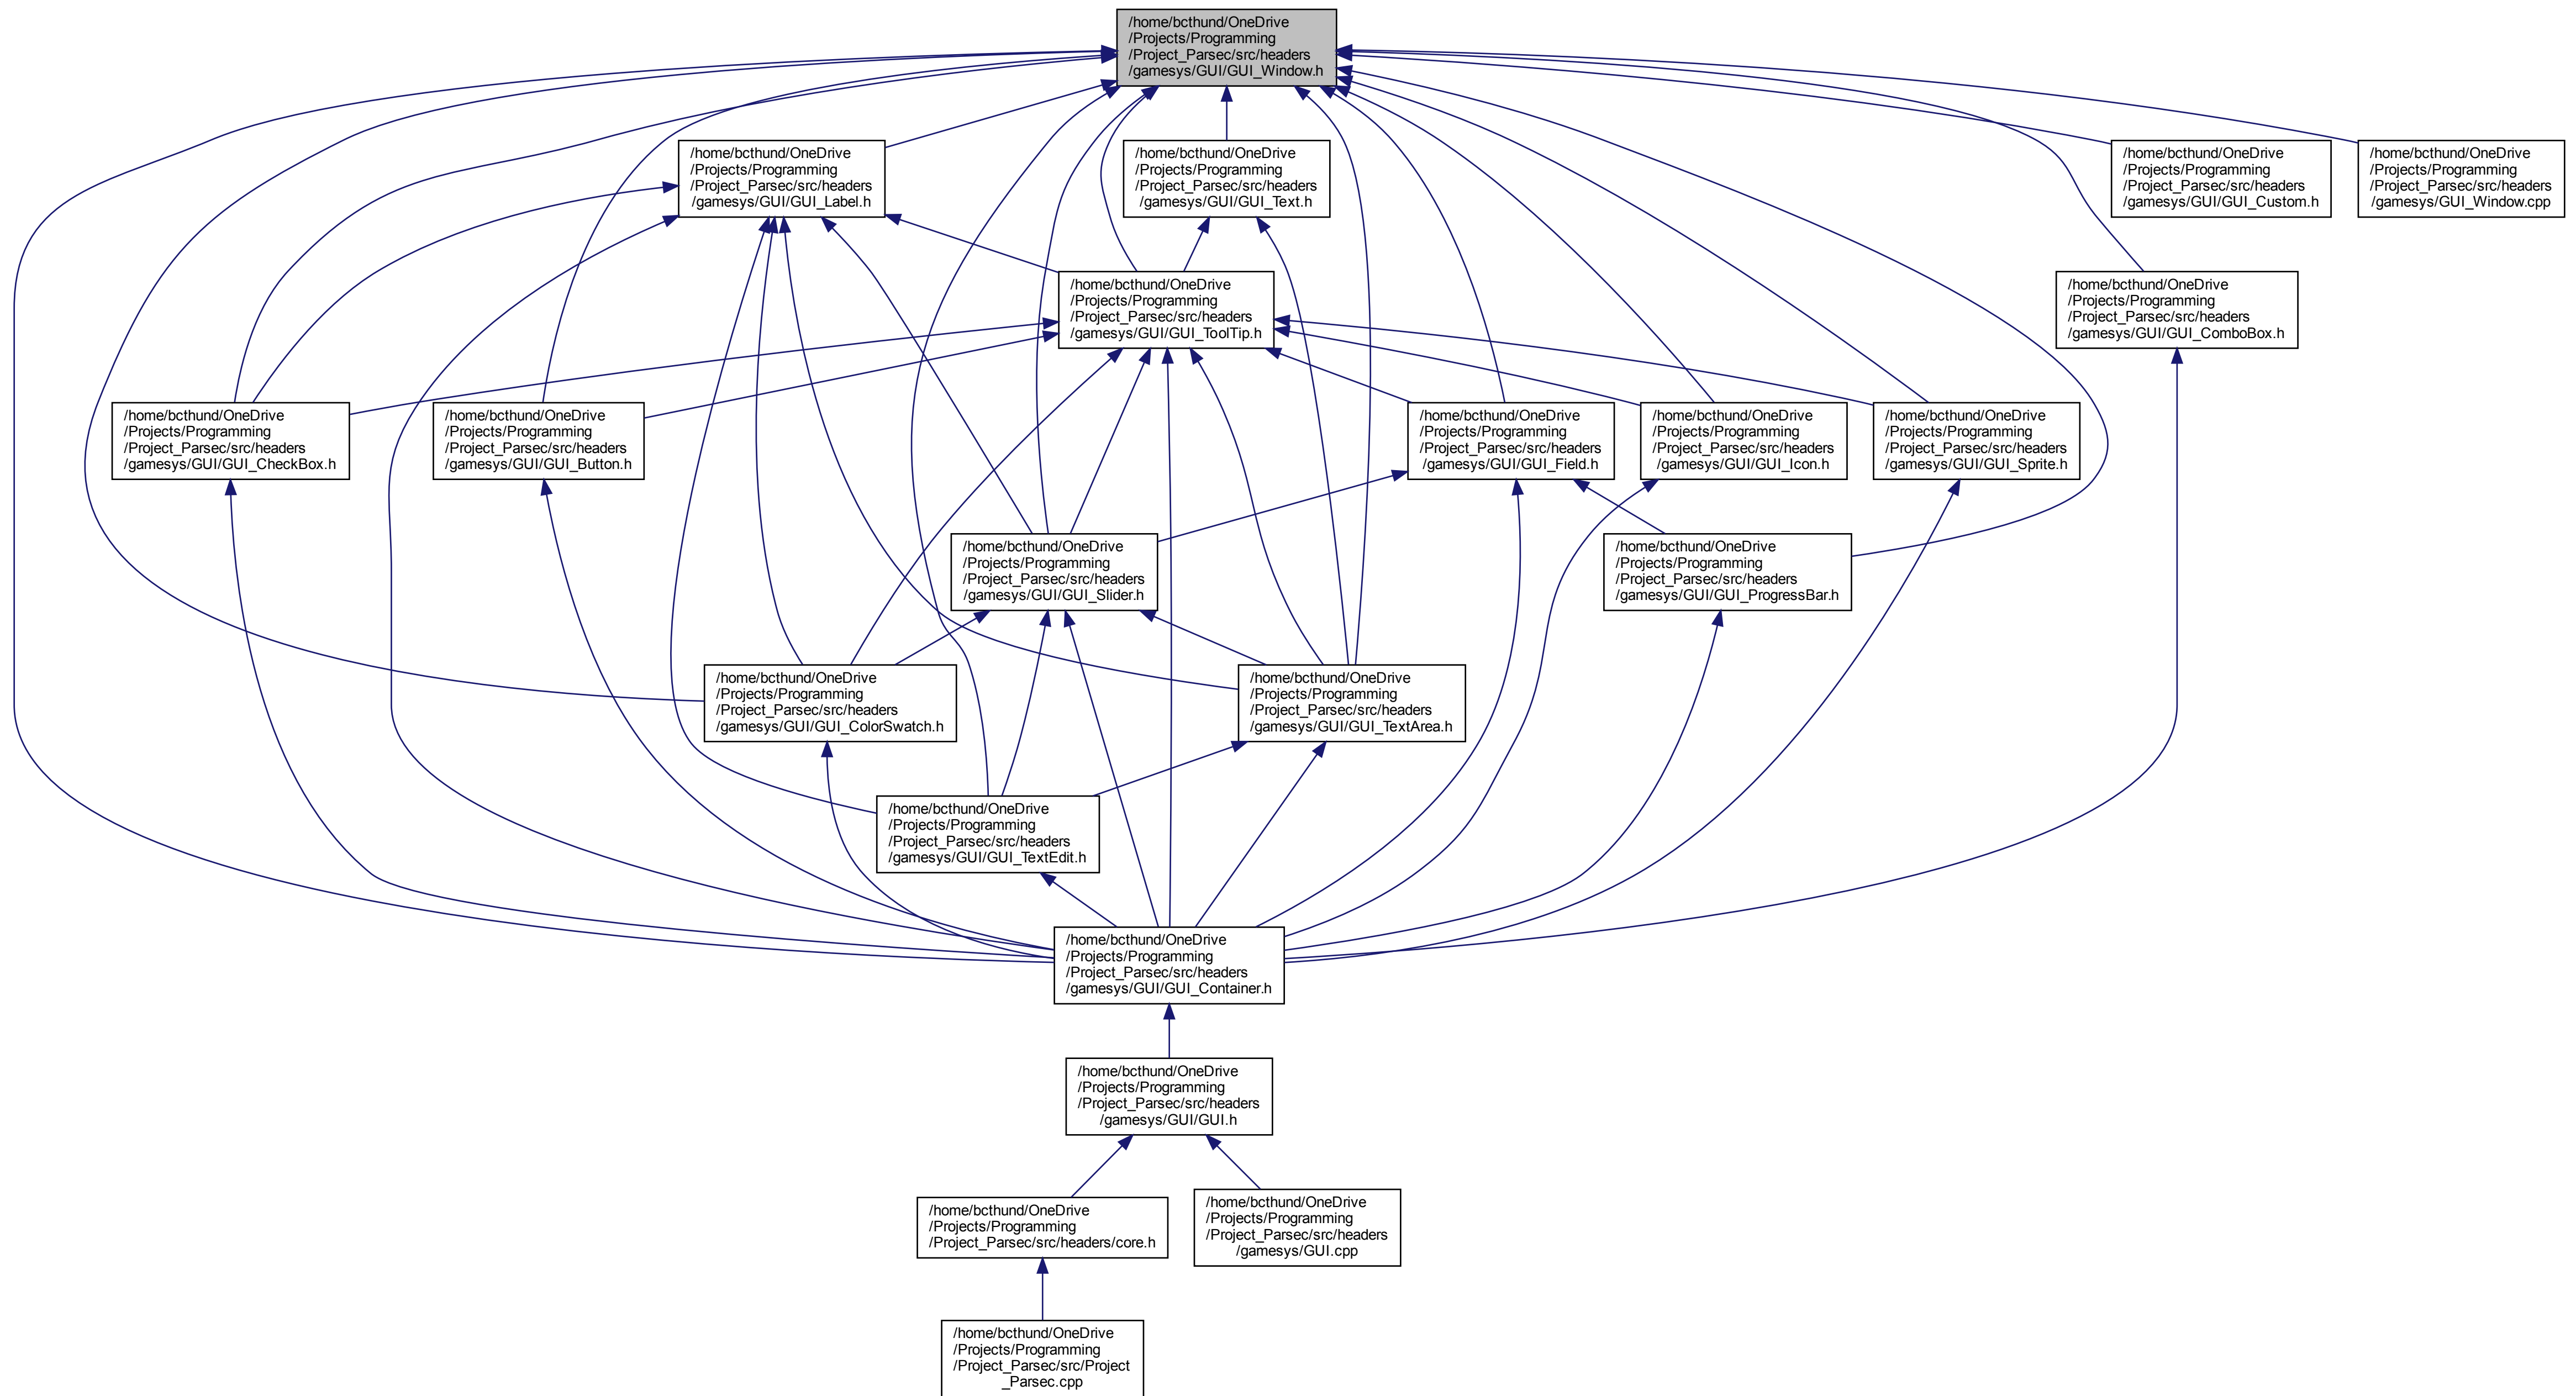 /home/bcthund/OneDrive
/Projects/Programming
/Project_Parsec/src/headers
/gamesys/GUI/GUI_Window.h
/home/bcthund/OneDrive
/Projects/Programming
/Project_Parsec/src/headers
/gamesys/GUI/GUI_Label.h
/home/bcthund/OneDrive
/Projects/Programming
/Project_Parsec/src/headers
/gamesys/GUI/GUI_Text.h
/home/bcthund/OneDrive
/Projects/Programming
/Project_Parsec/src/headers
/gamesys/GUI/GUI_Custom.h
/home/bcthund/OneDrive
/Projects/Programming
/Project_Parsec/src/headers
/gamesys/GUI_Window.cpp
/home/bcthund/OneDrive
/Projects/Programming
/Project_Parsec/src/headers
/gamesys/GUI/GUI_ToolTip.h
/home/bcthund/OneDrive
/Projects/Programming
/Project_Parsec/src/headers
/gamesys/GUI/GUI_ComboBox.h
/home/bcthund/OneDrive
/Projects/Programming
/Project_Parsec/src/headers
/gamesys/GUI/GUI_CheckBox.h
/home/bcthund/OneDrive
/Projects/Programming
/Project_Parsec/src/headers
/gamesys/GUI/GUI_Button.h
/home/bcthund/OneDrive
/Projects/Programming
/Project_Parsec/src/headers
/gamesys/GUI/GUI_Field.h
/home/bcthund/OneDrive
/Projects/Programming
/Project_Parsec/src/headers
/gamesys/GUI/GUI_Icon.h
/home/bcthund/OneDrive
/Projects/Programming
/Project_Parsec/src/headers
/gamesys/GUI/GUI_Sprite.h
/home/bcthund/OneDrive
/Projects/Programming
/Project_Parsec/src/headers
/gamesys/GUI/GUI_Slider.h
/home/bcthund/OneDrive
/Projects/Programming
/Project_Parsec/src/headers
/gamesys/GUI/GUI_ProgressBar.h
/home/bcthund/OneDrive
/Projects/Programming
/Project_Parsec/src/headers
/gamesys/GUI/GUI_ColorSwatch.h
/home/bcthund/OneDrive
/Projects/Programming
/Project_Parsec/src/headers
/gamesys/GUI/GUI_TextArea.h
/home/bcthund/OneDrive
/Projects/Programming
/Project_Parsec/src/headers
/gamesys/GUI/GUI_TextEdit.h
/home/bcthund/OneDrive
/Projects/Programming
/Project_Parsec/src/headers
/gamesys/GUI/GUI_Container.h
/home/bcthund/OneDrive
/Projects/Programming
/Project_Parsec/src/headers
/gamesys/GUI/GUI.h
/home/bcthund/OneDrive
/Projects/Programming
/Project_Parsec/src/headers/core.h
/home/bcthund/OneDrive
/Projects/Programming
/Project_Parsec/src/headers
/gamesys/GUI.cpp
/home/bcthund/OneDrive
/Projects/Programming
/Project_Parsec/src/Project
_Parsec.cpp